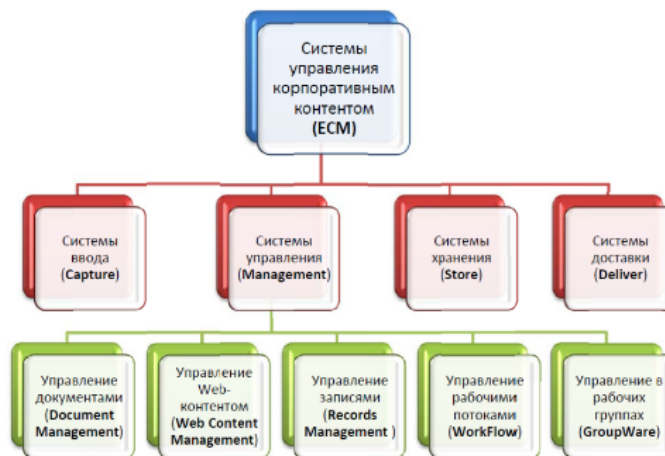 Системы
управления
корпоративным
контентом
(ECM)
Системы
ввода
(Capture)
Системы
управления
(Management)
Системы
хранения
(Store)
Системы
доставки
(Deliver)
Управление
документами
(Document
Management)
Управление
Web-
контентом
(Web Content
Management)
Управление
записями
(Records
Management )
Управление
рабочими
потоками
(WorkFlow)
Управление в
рабочих
группах
(GroupWare)